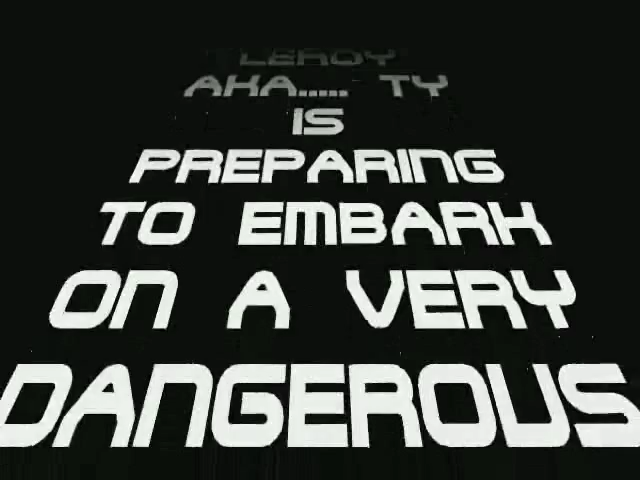 "LEROY"
AKA..... TY
IS
PREPARING
TO EMBARK
ON A VERY
DANGEROUS